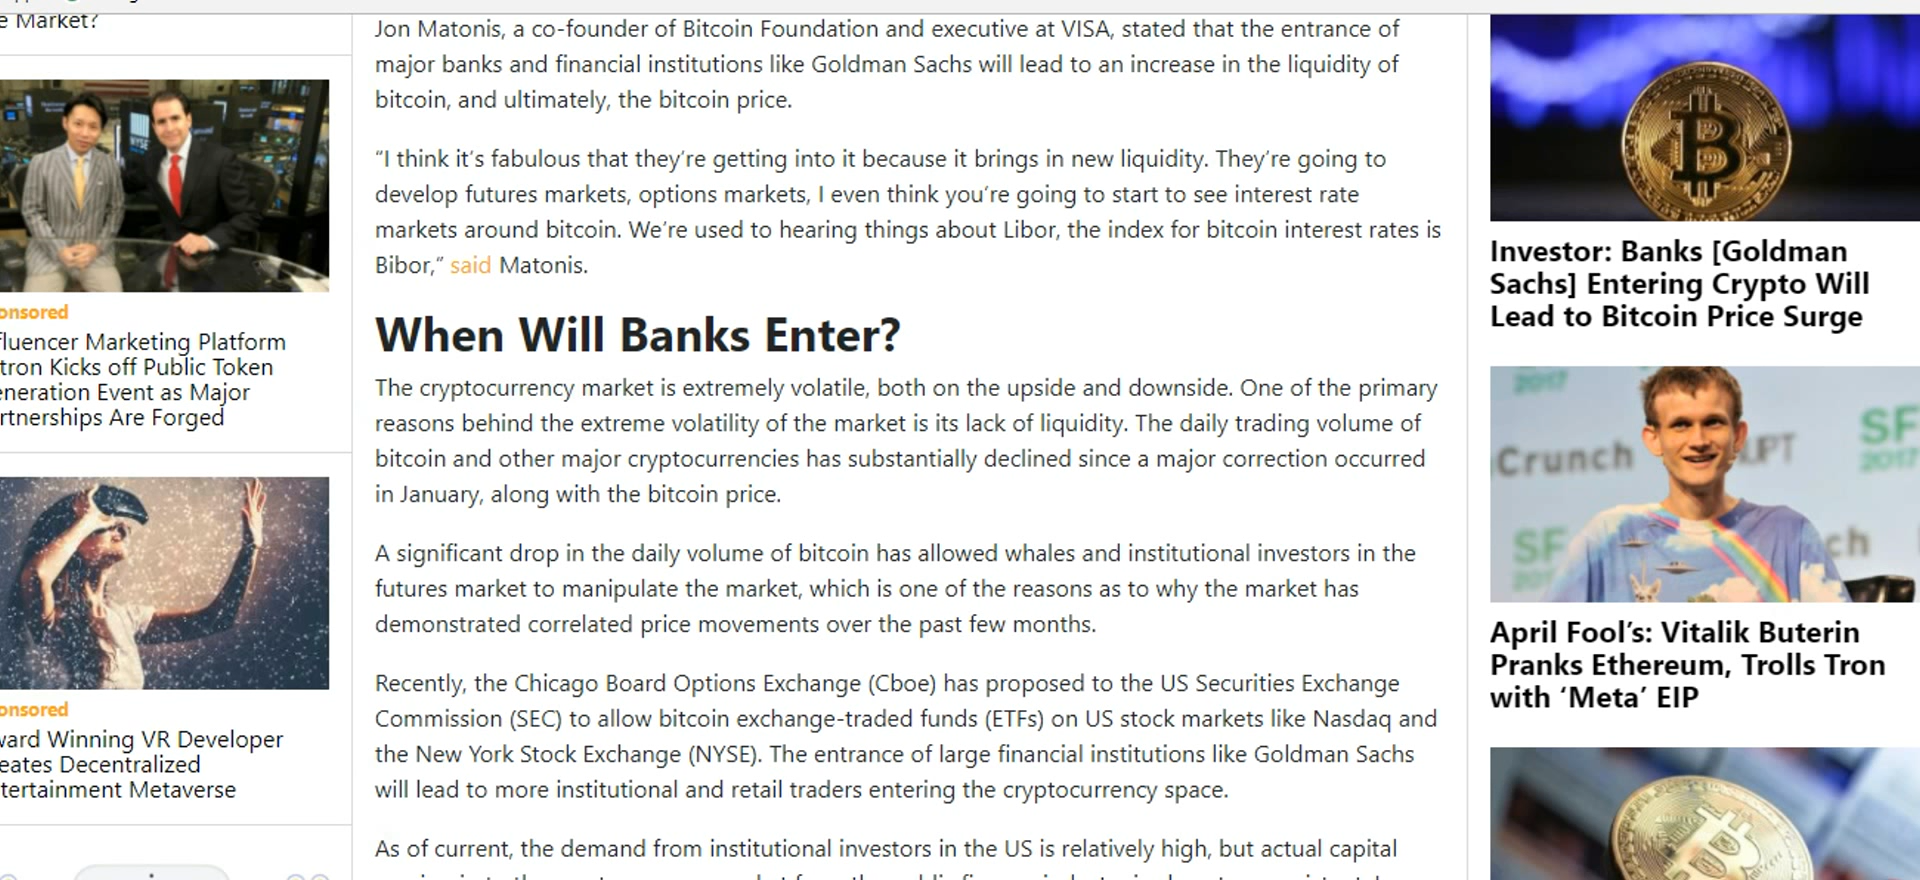 e Market?
onsored
fluencer Marketing Platform
tron Kicks off Public Token
eneration Event as Major
rtnerships Are Forged
onsored
ward Winning VR Developer
eates Decentralized
tertainment Metaverse
Jon Matonis, a co-founder of Bitcoin Foundation and executive at VISA, stated that the entrance of
major banks and financial institutions like Goldman Sachs will lead to an increase in the liquidity of
bitcoin, and ultimately, the bitcoin price.
“I think it’s fabulous that they’re getting into it because it brings in new liquidity. They’re going to
develop futures markets, options markets, I even think you’re going to start to see interest rate
markets around bitcoin. We’re used to hearing things about Libor, the index for bitcoin interest rates is
Bibor,” said Matonis.
When Will Banks Enter?
The cryptocurrency market is extremely volatile, both on the upside and downside. One of the primary
reasons behind the extreme volatility of the market is its lack of liquidity. The daily trading volume of
bitcoin and other major cryptocurrencies has substantially declined since a major correction occurred
in January, along with the bitcoin price.
A significant drop in the daily volume of bitcoin has allowed whales and institutional investors in the
futures market to manipulate the market, which is one of the reasons as to why the market has
demonstrated correlated price movements over the past few months.
Recently, the Chicago Board Options Exchange (Cboe) has proposed to the US Securities Exchange
Commission (SEC) to allow bitcoin exchange-traded funds (ETFs) on US stock markets like Nasdaq and
the New York Stock Exchange (NYSE). The entrance of large financial institutions like Goldman Sachs
will lead to more institutional and retail traders entering the cryptocurrency space.
As of current, the demand from institutional investors in the US is relatively high, but actual capital
Investor: Banks [Goldman
Sachs] Entering Crypto Will
Lead to Bitcoin Price Surge
2017
Crunch
UPT
SF
2017
SF
ch
April Fool’s: Vitalik Buterin
Pranks Ethereum, Trolls Tron
with ‘Meta’ EIP